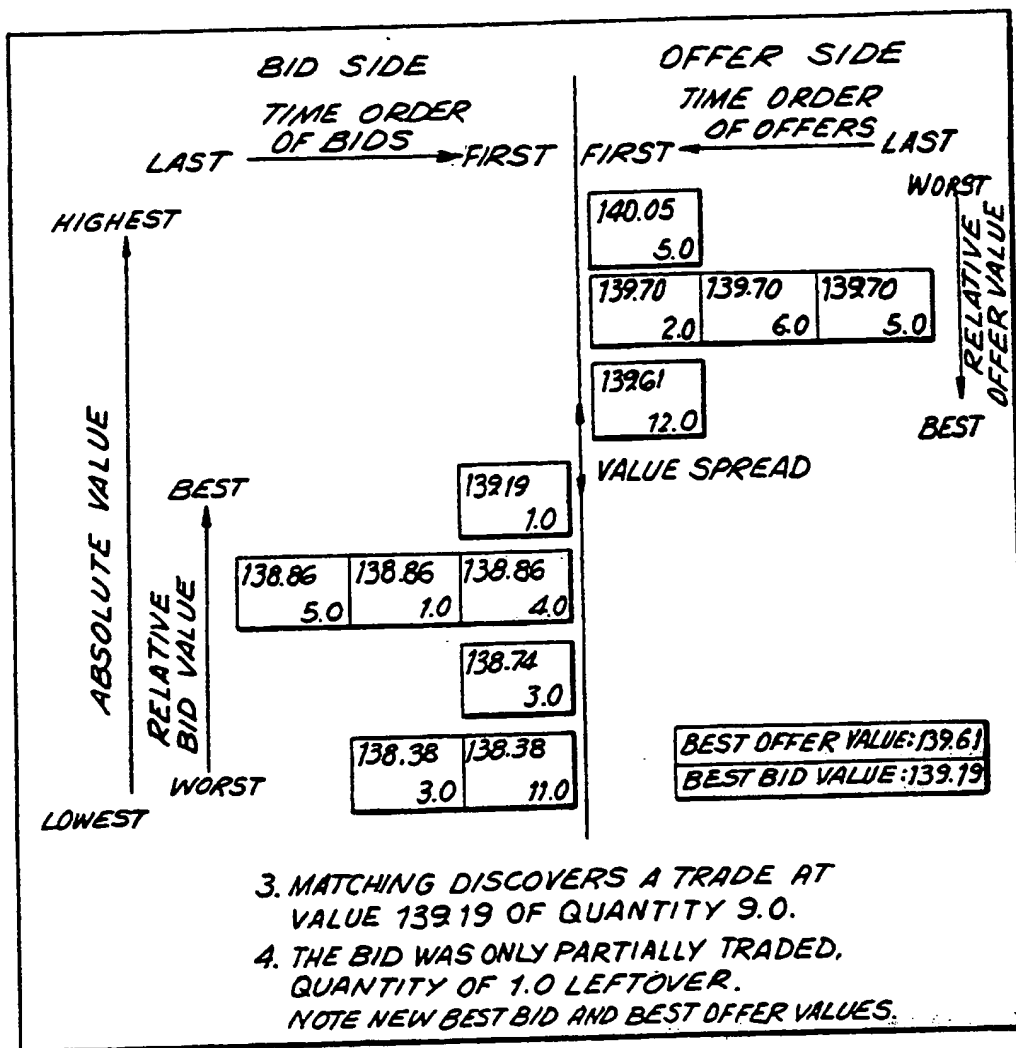 BID SIDE
OFFER SIDE
TIME ORDER
OF BIDS
TIME ORDER
OF OFFERS
LAST
FIRST
FIRST
LAST
HIGHEST
WORST
140.05
5.0
139.70 139.70 139.70
2.0 6.0 5.0
RELATIVE
OFFER VALUE
139.61
12.0
BEST
VALUE SPREAD
ABSOLUTE VALUE
BEST
139.19
1.0
138.86 138.86 138.86
5.0 1.0 4.0
RELATIVE
BID VALUE
138.74
3.0
138.38 138.38
3.0 11.0
WORST
LOWEST
BEST OFFER VALUE:139.61
BEST BID VALUE:139.19
3. MATCHING DISCOVERS A TRADE AT
VALUE 139.19 OF QUANTITY 9.0.
4. THE BID WAS ONLY PARTIALLY TRADED,
QUANTITY OF 1.0 LEFTOVER.
NOTE NEW BEST BID AND BEST OFFER VALUES.